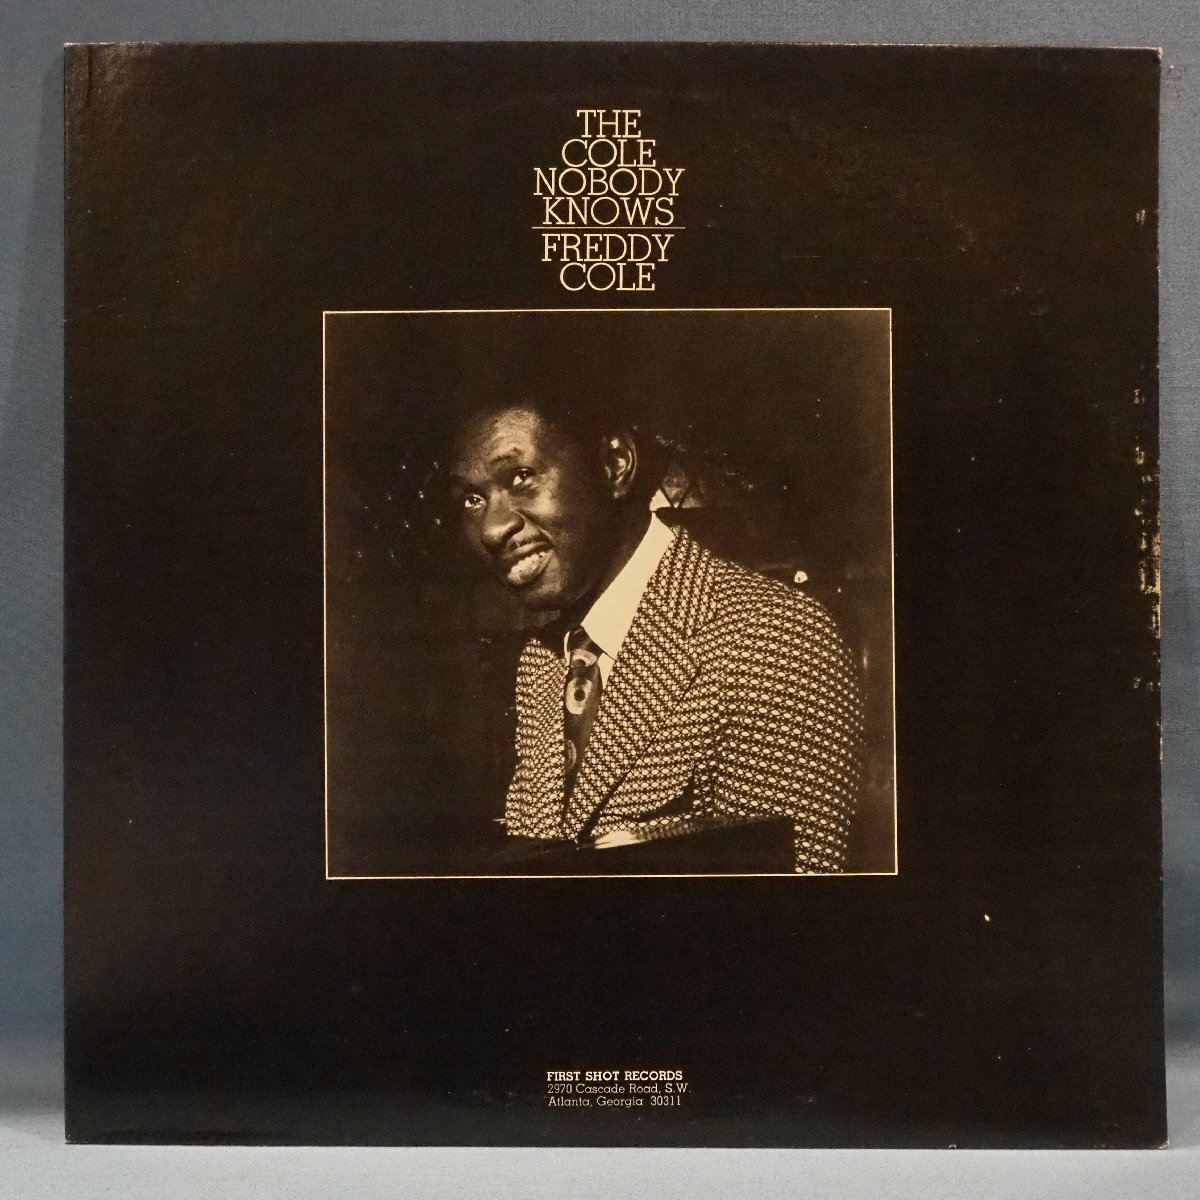 THE
COLE
NOBODY
KNOWS
FREDDY
COLE
FIRST SHOT RECORDS
2970 Cascade Road, S.W.
Atlanta, Georgia 30311